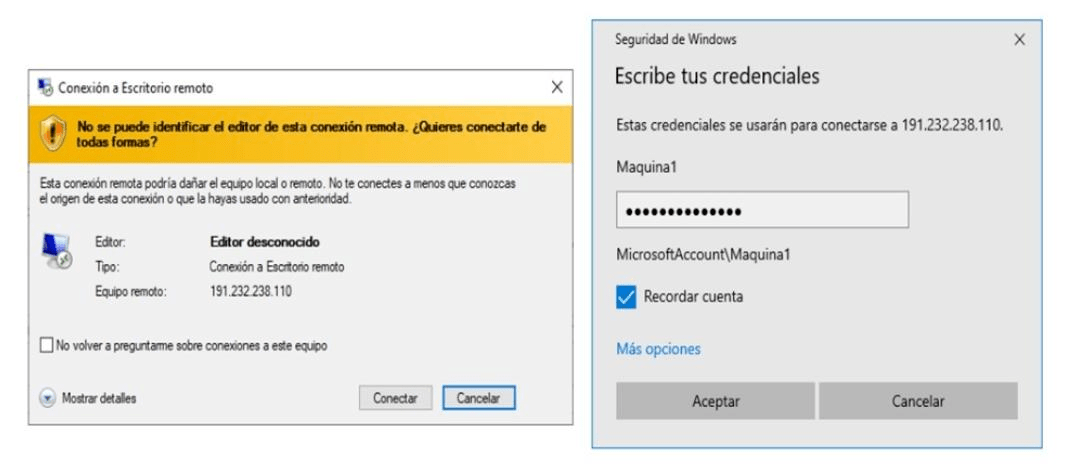 Conexión a Escritorio remoto
No se puede identificar el editor de esta conexión remota. ¿Quieres conectarte de
todas formas?
Esta conexión remota podría dañar el equipo local o remoto. No te conectes a menos que conozcas
el origen de esta conexión o que la hayas usado con anterioridad.
Editor: Editor desconocido
Tipo: Conexión a Escritorio remoto
Equipo remoto: 191.232.238.110
No volver a preguntarme sobre conexiones a este equipo
Mostrar detalles Conectar Cancelar
Seguridad de Windows
Escribe tus credenciales
Estas credenciales se usarán para conectarse a 191.232.238.110.
Maquina1
••••••••••••••
MicrosoftAccount\Maquina1
Recordar cuenta
Más opciones
Aceptar Cancelar